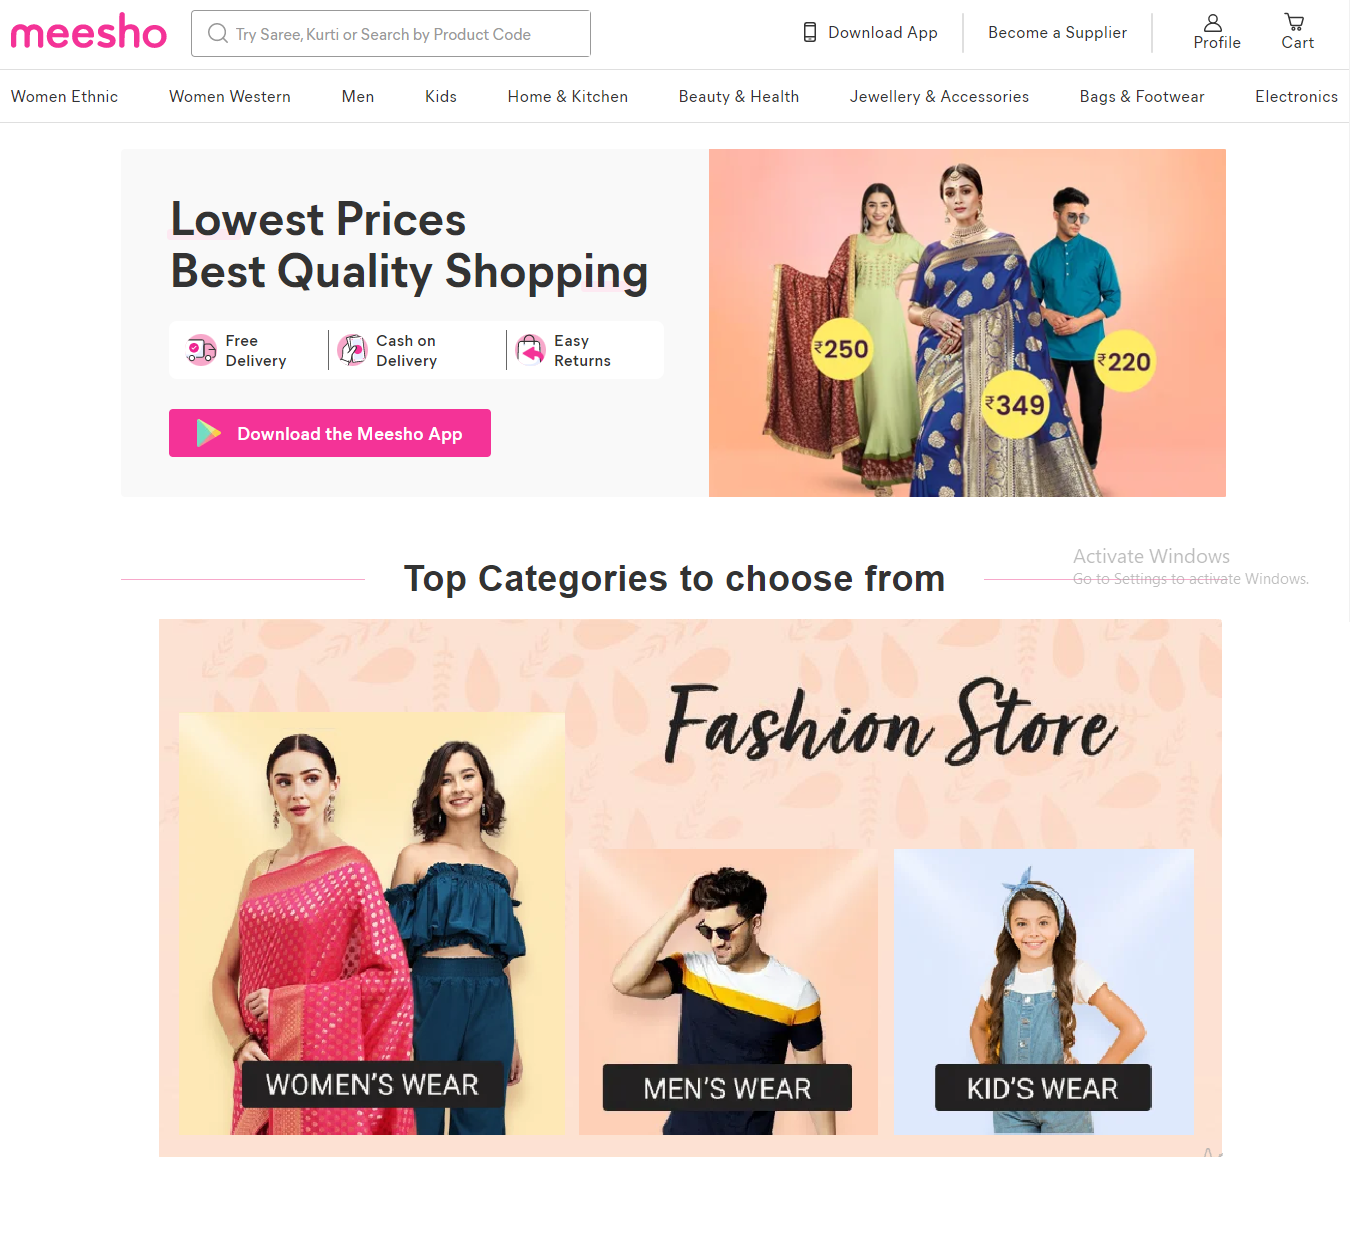 meesho
Try Saree, Kurti or Search by Product Code
Download App
Become a Supplier
Profile
Cart
Women Ethnic
Women Western
Men
Kids
Home & Kitchen
Beauty & Health
Jewellery & Accessories
Bags & Footwear
Electronics
Lowest Prices
Best Quality Shopping
Free
Delivery
Cash on
Delivery
Easy
Returns
Download the Meesho App
₹250
₹349
₹220
Activate Windows
Go to Settings to activate Windows.
Top Categories to choose from
Fashion Store
WOMEN'S WEAR
MEN'S WEAR
KID'S WEAR